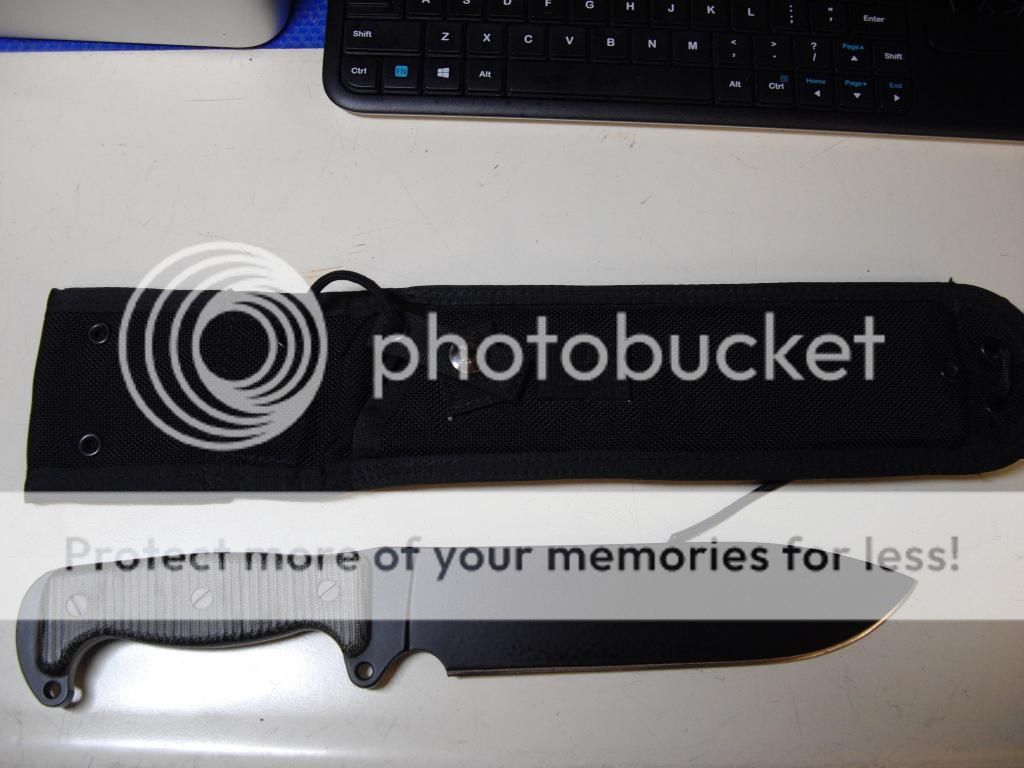 A S D F G H J K L : ; " ' Enter
Shift Z X C V B N M < , > . ? / Page▲ Shift
Ctrl FN Alt Alt Ctrl Home Page▼ End
photobucket
Protect more of your memories for less!